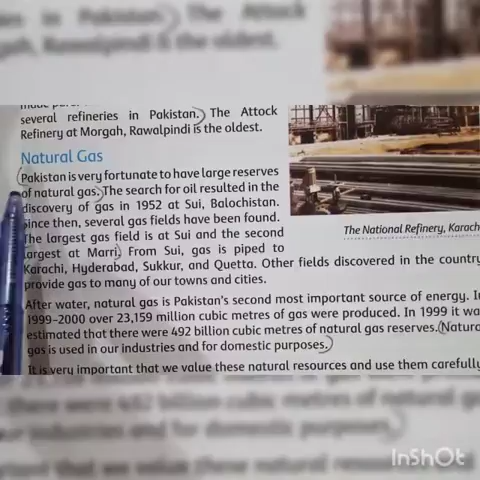 several refineries in Pakistan. The Attock
Refinery at Morgah, Rawalpindi is the oldest.
Natural Gas
(Pakistan is very fortunate to have large reserves
of natural gas.) The search for oil resulted in the
discovery of gas in 1952 at Sui, Balochistan.
Since then, several gas fields have been found.
The largest gas field is at Sui and the second
largest at Marri. From Sui, gas is piped to
Karachi, Hyderabad, Sukkur, and Quetta. Other fields discovered in the country
provide gas to many of our towns and cities.
The National Refinery, Karach
After water, natural gas is Pakistan's second most important source of energy. I
1999–2000 over 23,159 million cubic metres of gas were produced. In 1999 it wa
estimated that there were 492 billion cubic metres of natural gas reserves. (Natura
gas is used in our industries and for domestic purposes.)
It is very important that we value these natural resources and use them carefully
InShOt